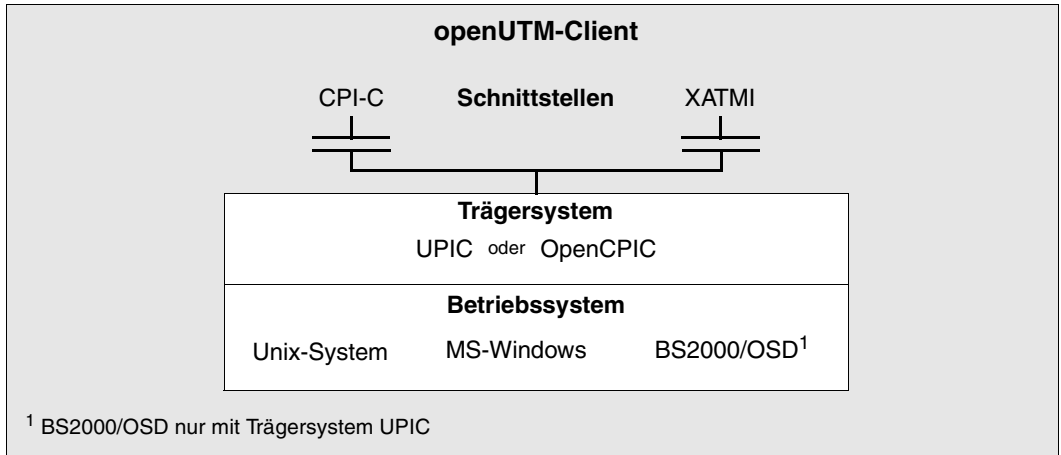 openUTM-Client
CPI-C Schnittstellen XATMI
Trägersystem
UPIC oder OpenCPIC
Betriebssystem
Unix-System MS-Windows BS2000/OSD¹
¹ BS2000/OSD nur mit Trägersystem UPIC